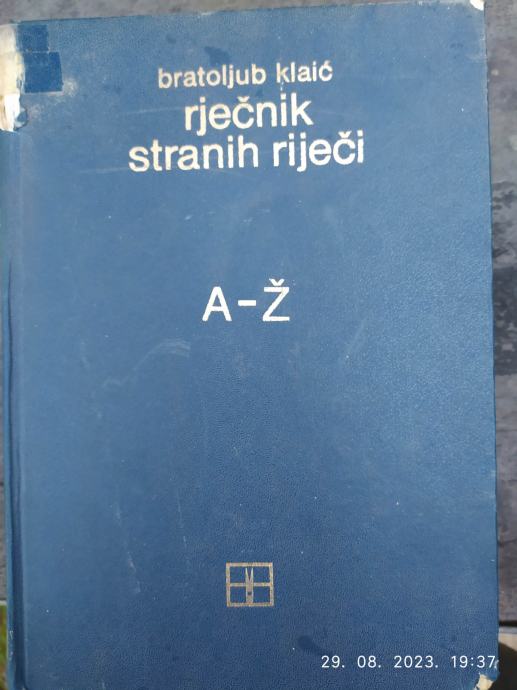 bratoljub klaić
rječnik
stranih riječi
A-Ž
29. 08. 2023. 19:37